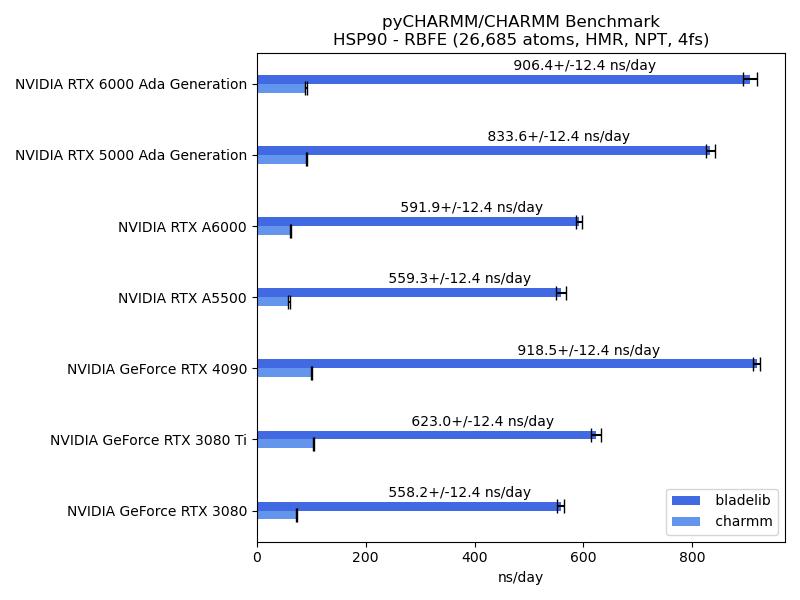 pyCHARMM/CHARMM Benchmark
HSP90 - RBFE (26,685 atoms, HMR, NPT, 4fs)
NVIDIA RTX 6000 Ada Generation
906.4+/-12.4 ns/day
NVIDIA RTX 5000 Ada Generation
833.6+/-12.4 ns/day
NVIDIA RTX A6000
591.9+/-12.4 ns/day
NVIDIA RTX A5500
559.3+/-12.4 ns/day
NVIDIA GeForce RTX 4090
918.5+/-12.4 ns/day
NVIDIA GeForce RTX 3080 Ti
623.0+/-12.4 ns/day
NVIDIA GeForce RTX 3080
558.2+/-12.4 ns/day
bladelib
charmm
0 200 400 600 800
ns/day